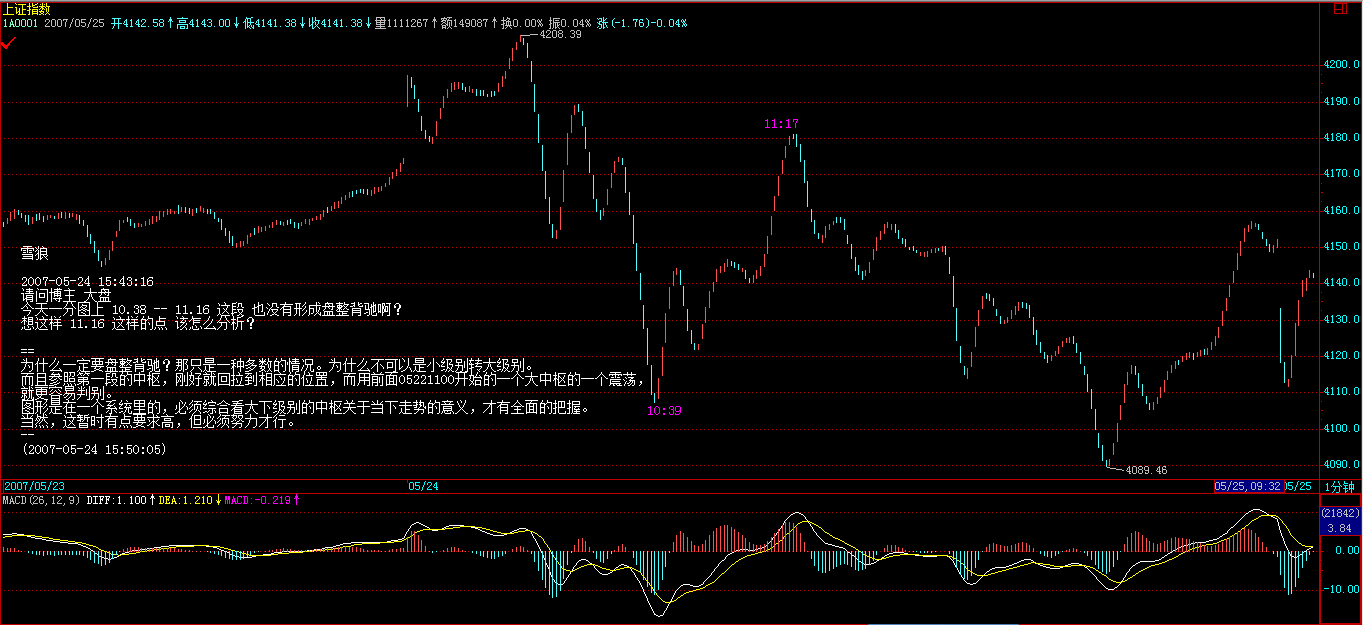 上证指数
1A0001 2007/05/25 开4142.58↑高4143.00↓低4141.38↓收4141.38↓量1111267↑额149087↑换0.00% 振0.04% 涨(-1.76)-0.04%
4208.39
4200.0
4190.0
11:17
4180.0
4170.0
4160.0
4150.0
雪狼
2007-05-24 15:43:16
请问博主 大盘
今天一分图上 10.38 -- 11.16 这段 也没有形成盘整背驰啊？
想这样 11.16 这样的点 该怎么分析？
4140.0
4130.0
4120.0
==
为什么一定要盘整背驰？那只是一种多数的情况。为什么不可以是小级别转大级别。
而且参照第一段的中枢，刚好就回拉到相应的位置，而用前面05221100开始的一个大中枢的一个震荡，
就更容易判别。
图形是在一个系统里的，必须综合看大下级别的中枢关于当下走势的意义，才有全面的把握。
当然，这暂时有点要求高，但必须努力才行。
--
(2007-05-24 15:50:05)
4110.0
10:39
4100.0
4090.0
4089.46
2007/05/23
05/24
05/25,09:32
5/25
1分钟
MACD(26,12,9) DIFF:1.100↑DEA:1.210↓MACD:-0.219↑
(21842)
3.84
0.00
-10.00